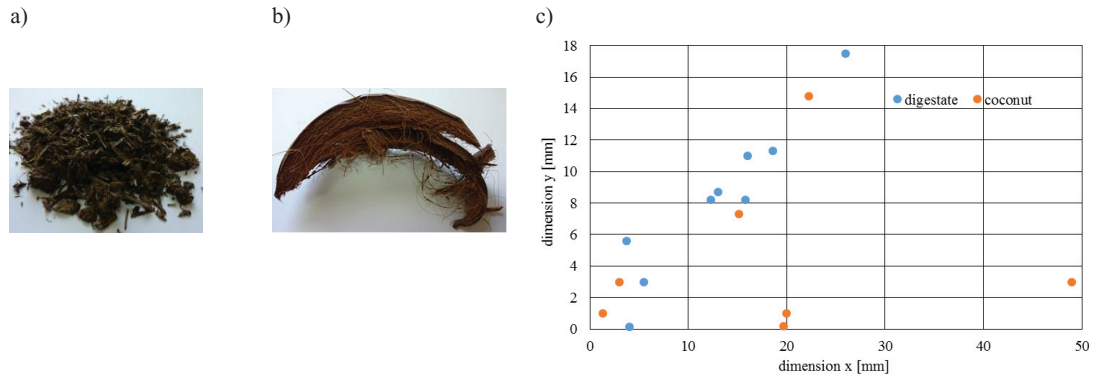 a)
b)
c)
dimension y [mm]
18
16
14
12
10
8
6
4
2
0
digestate
coconut
0 10 20 30 40 50
dimension x [mm]